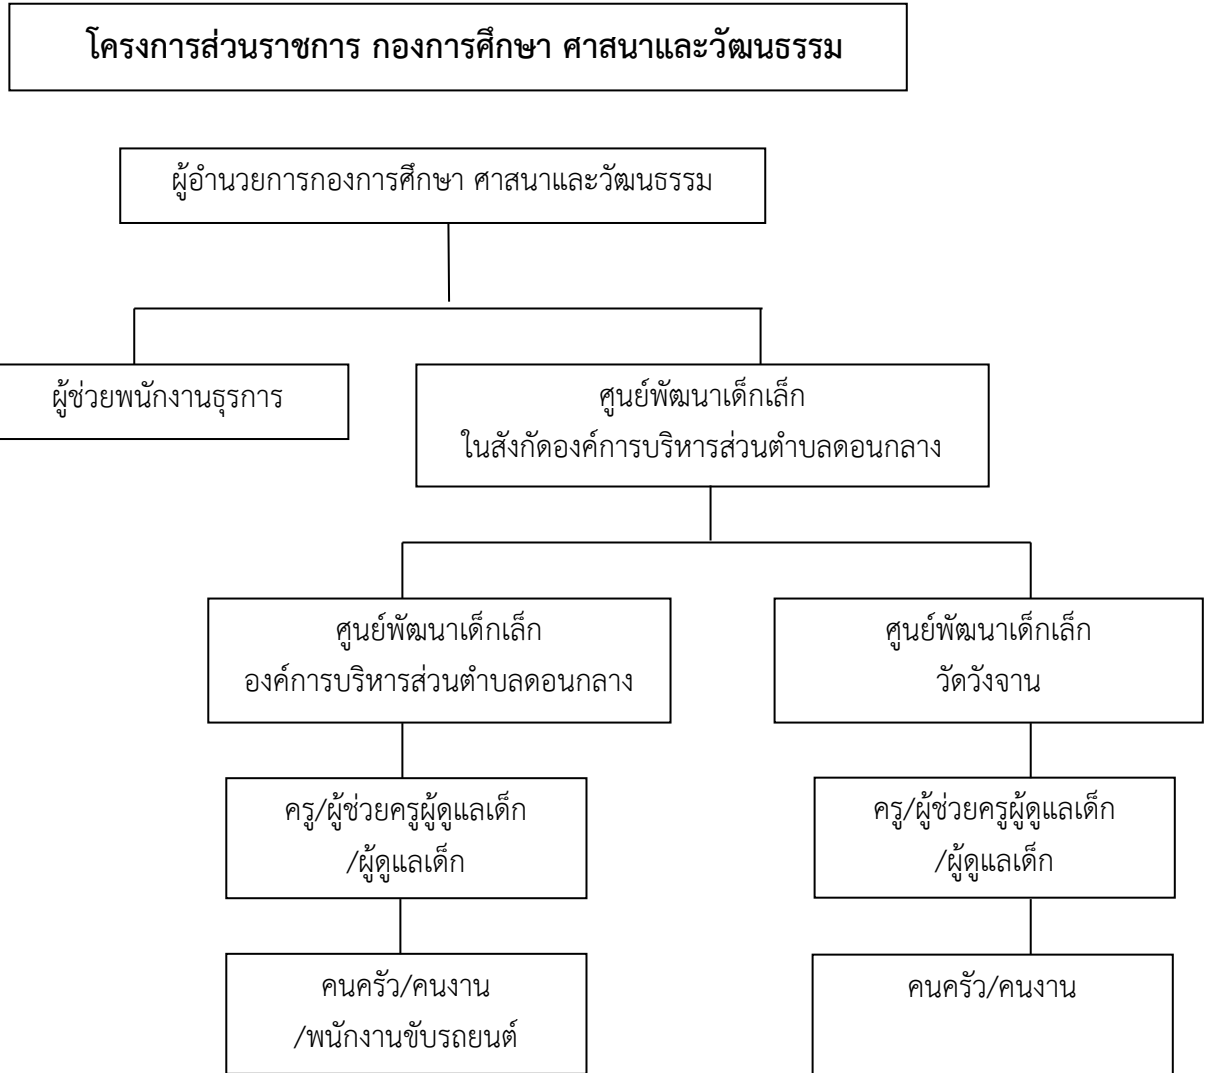 โครงการส่วนราชการ กองการศึกษา ศาสนาและวัฒนธรรม
ผู้อำนวยการกองการศึกษา ศาสนาและวัฒนธรรม
ผู้ช่วยพนักงานธุรการ
ศูนย์พัฒนาเด็กเล็ก
ในสังกัดองค์การบริหารส่วนตำบลดอนกลาง
ศูนย์พัฒนาเด็กเล็ก
องค์การบริหารส่วนตำบลดอนกลาง
ศูนย์พัฒนาเด็กเล็ก
วัดวังจาน
ครู/ผู้ช่วยครูผู้ดูแลเด็ก
/ผู้ดูแลเด็ก
ครู/ผู้ช่วยครูผู้ดูแลเด็ก
/ผู้ดูแลเด็ก
คนครัว/คนงาน
/พนักงานขับรถยนต์
คนครัว/คนงาน